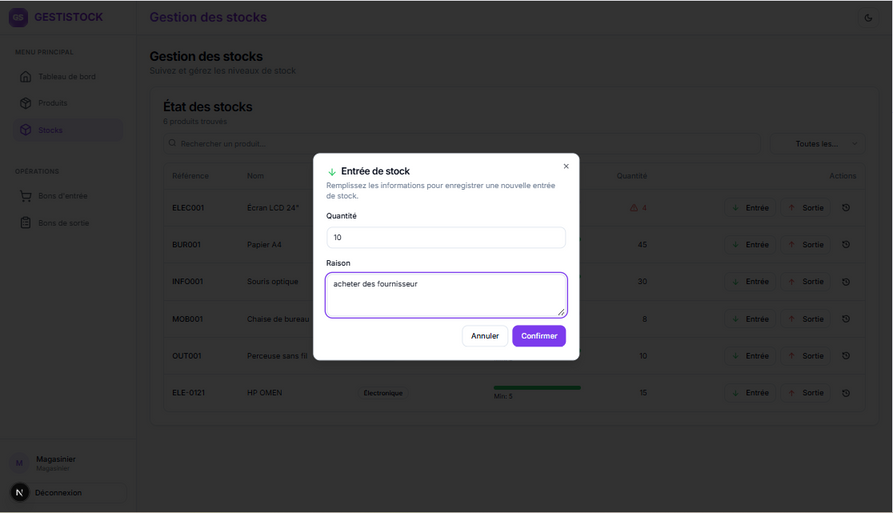 GS GESTISTOCK
Gestion des stocks
MENU PRINCIPAL
Tableau de bord
Produits
Stocks
OPÉRATIONS
Bons d'entrée
Bons de sortie
Gestion des stocks
Suivez et gérez les niveaux de stock
État des stocks
6 produits trouvés
Rechercher un produit...
Toutes les...
Référence Nom Quantité Actions
ELEC001 Écran LCD 24" 4 Entrée Sortie
BUR001 Papier A4 45 Entrée Sortie
INFO001 Souris optique 30 Entrée Sortie
MOB001 Chaise de bureau 8 Entrée Sortie
OUT001 Perceuse sans fil 10 Entrée Sortie
ELE-0121 HP OMEN Électronique Min: 5 15 Entrée Sortie
Entrée de stock
Remplissez les informations pour enregistrer une nouvelle entrée
de stock.
Quantité
10
Raison
acheter des fournisseur
Annuler Confirmer
M Magasinier
Magasinier
N Déconnexion